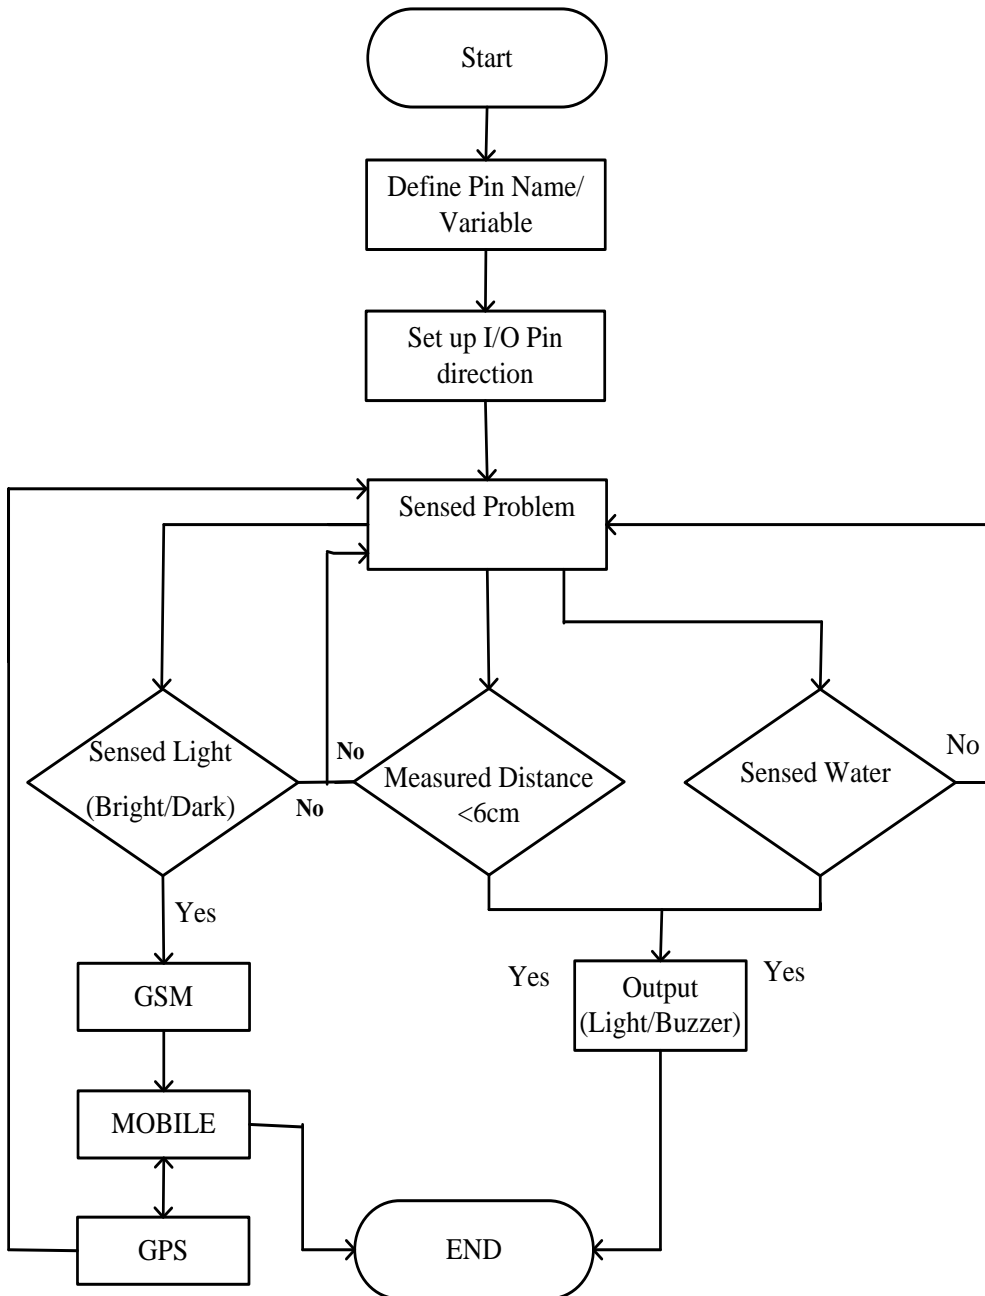 Start
Define Pin Name/
Variable
Set up I/O Pin
direction
Sensed Problem
Sensed Light
(Bright/Dark)
No
No
Measured Distance
<6cm
Sensed Water
No
Yes
GSM
Yes
Output
(Light/Buzzer)
Yes
MOBILE
GPS
END